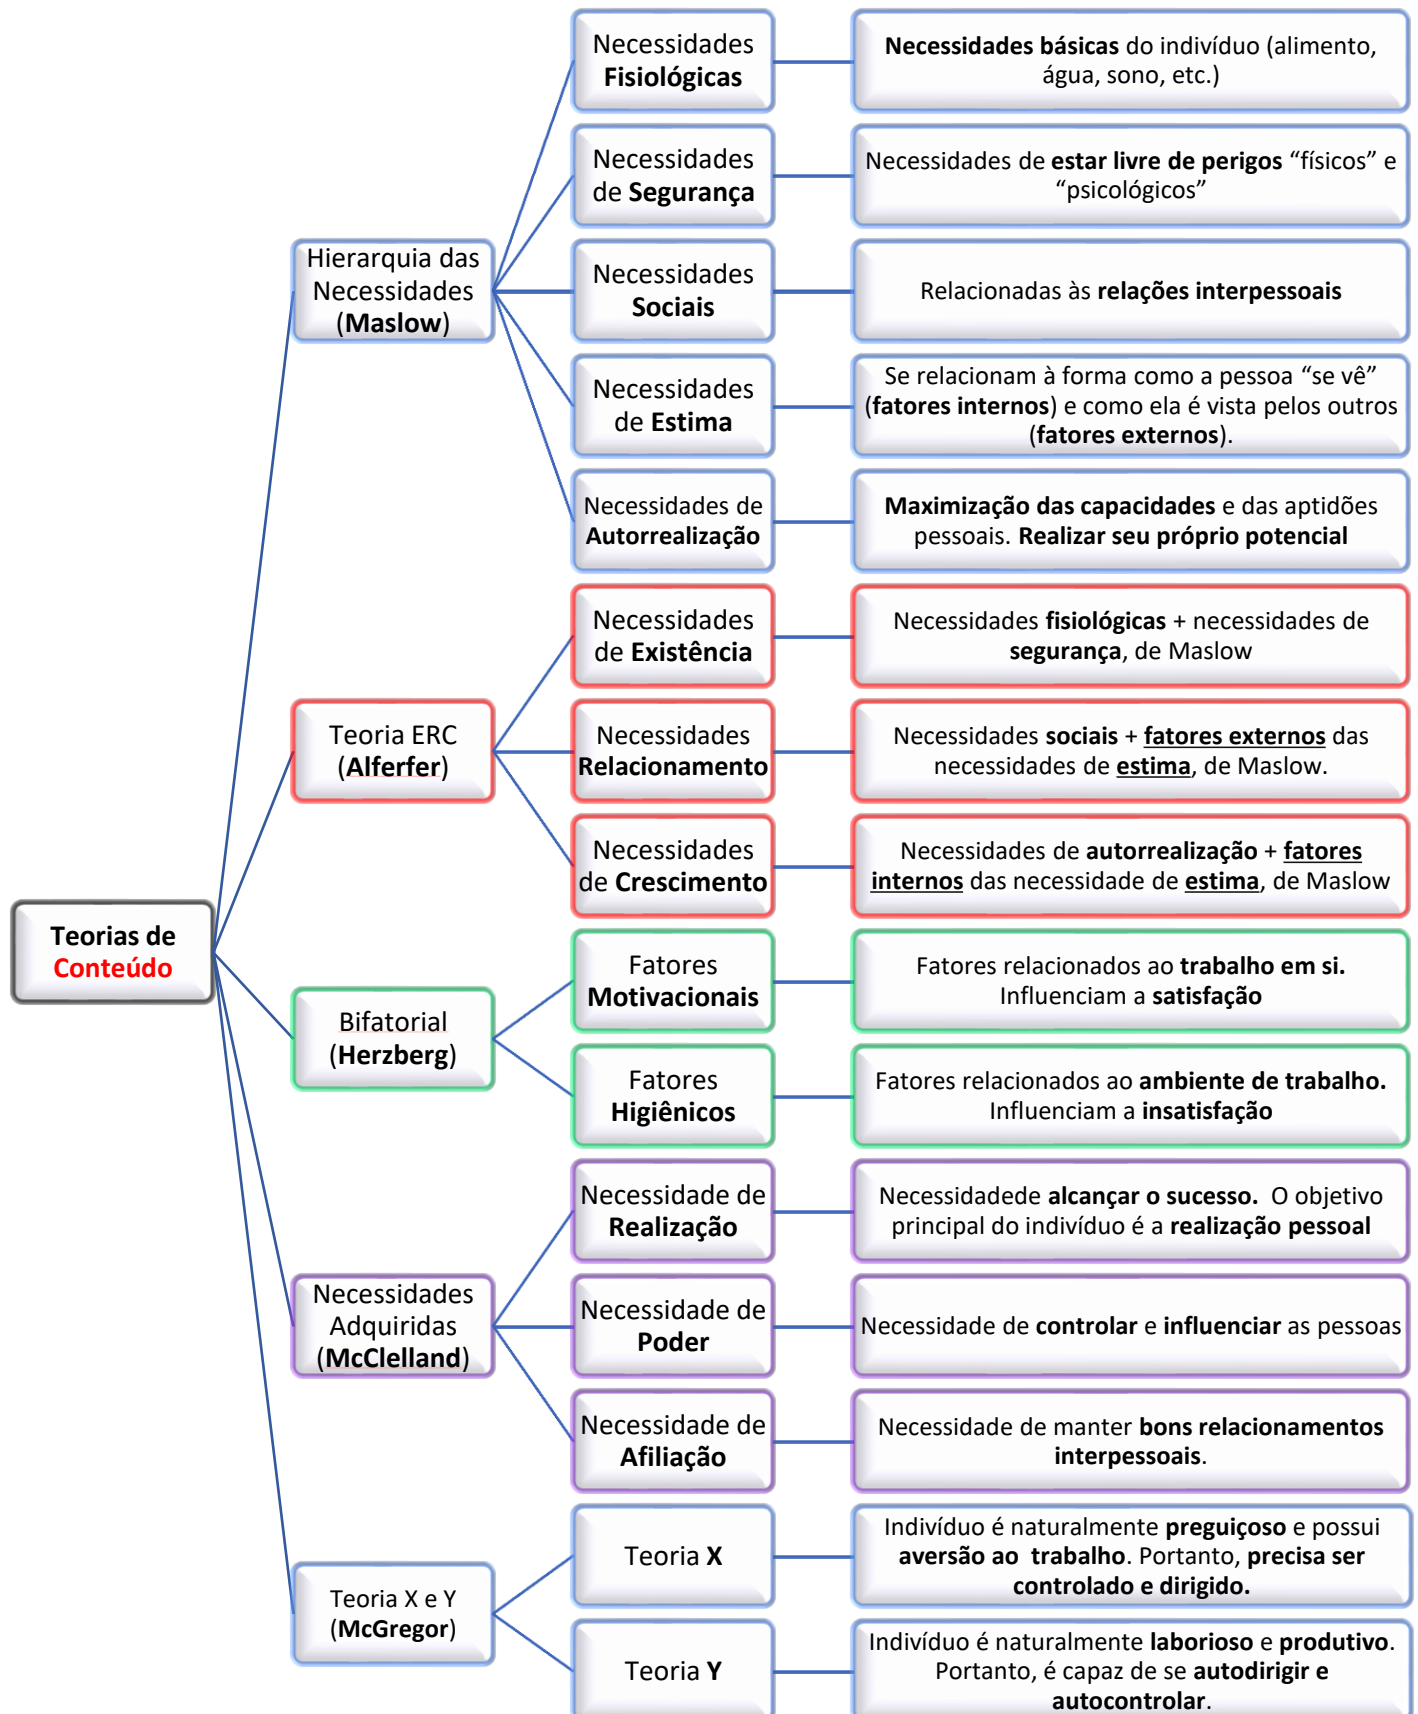 Teorias de
Conteúdo
Hierarquia das
Necessidades
(Maslow)
Necessidades
Fisiológicas
Necessidades básicas do indivíduo (alimento,
água, sono, etc.)
Necessidades
de Segurança
Necessidades de estar livre de perigos “físicos” e
“psicológicos”
Necessidades
Sociais
Relacionadas às relações interpessoais
Necessidades
de Estima
Se relacionam à forma como a pessoa “se vê”
(fatores internos) e como ela é vista pelos outros
(fatores externos).
Necessidades de
Autorrealização
Maximização das capacidades e das aptidões
pessoais. Realizar seu próprio potencial
Teoria ERC
(Alferfer)
Necessidades
de Existência
Necessidades fisiológicas + necessidades de
segurança, de Maslow
Necessidades
Relacionamento
Necessidades sociais + fatores externos das
necessidades de estima, de Maslow.
Necessidades
de Crescimento
Necessidades de autorrealização + fatores
internos das necessidade de estima, de Maslow
Bifatorial
(Herzberg)
Fatores
Motivacionais
Fatores relacionados ao trabalho em si.
Influenciam a satisfação
Fatores
Higiênicos
Fatores relacionados ao ambiente de trabalho.
Influenciam a insatisfação
Necessidades
Adquiridas
(McClelland)
Necessidade de
Realização
Necessidadede alcançar o sucesso. O objetivo
principal do indivíduo é a realização pessoal
Necessidade de
Poder
Necessidade de controlar e influenciar as pessoas
Necessidade de
Afiliação
Necessidade de manter bons relacionamentos
interpessoais.
Teoria X e Y
(McGregor)
Teoria X
Indivíduo é naturalmente preguiçoso e possui
aversão ao trabalho. Portanto, precisa ser
controlado e dirigido.
Teoria Y
Indivíduo é naturalmente laborioso e produtivo.
Portanto, é capaz de se autodirigir e
autocontrolar.